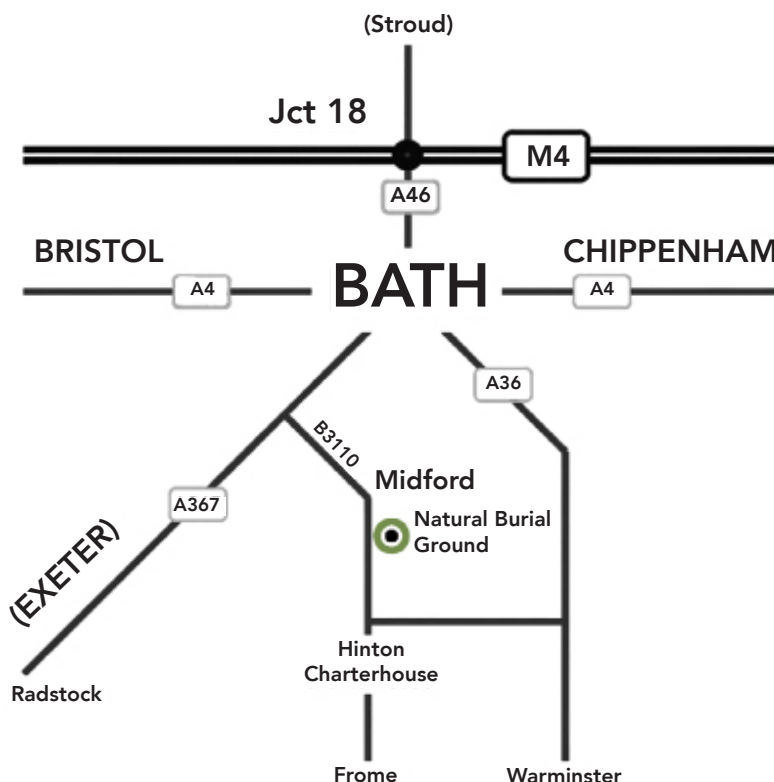 (Stroud)
Jct 18
M4
A46
BRISTOL
CHIPPENHAM
A4
BATH
A4
A36
B3110
Midford
A367
Natural Burial
Ground
(EXETER)
Hinton
Charterhouse
Radstock
Frome
Warminster